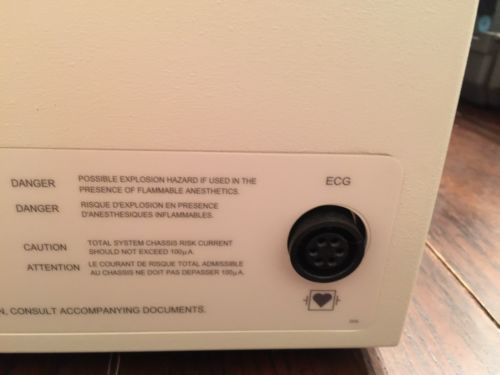 DANGER POSSIBLE EXPLOSION HAZARD IF USED IN THE
PRESENCE OF FLAMMABLE ANESTHETICS.
ECG
DANGER RISQUE D'EXPLOSION EN PRESENCE
D'ANESTHESIQUES INFLAMMABLES.
CAUTION TOTAL SYSTEM CHASSIS RISK CURRENT
SHOULD NOT EXCEED 100µA.
ATTENTION LE COURANT DE RISQUE TOTAL ADMISSIBLE
AU CHASSIS NE DOIT PAS DEPASSER 100µA.
CONSULT ACCOMPANYING DOCUMENTS.